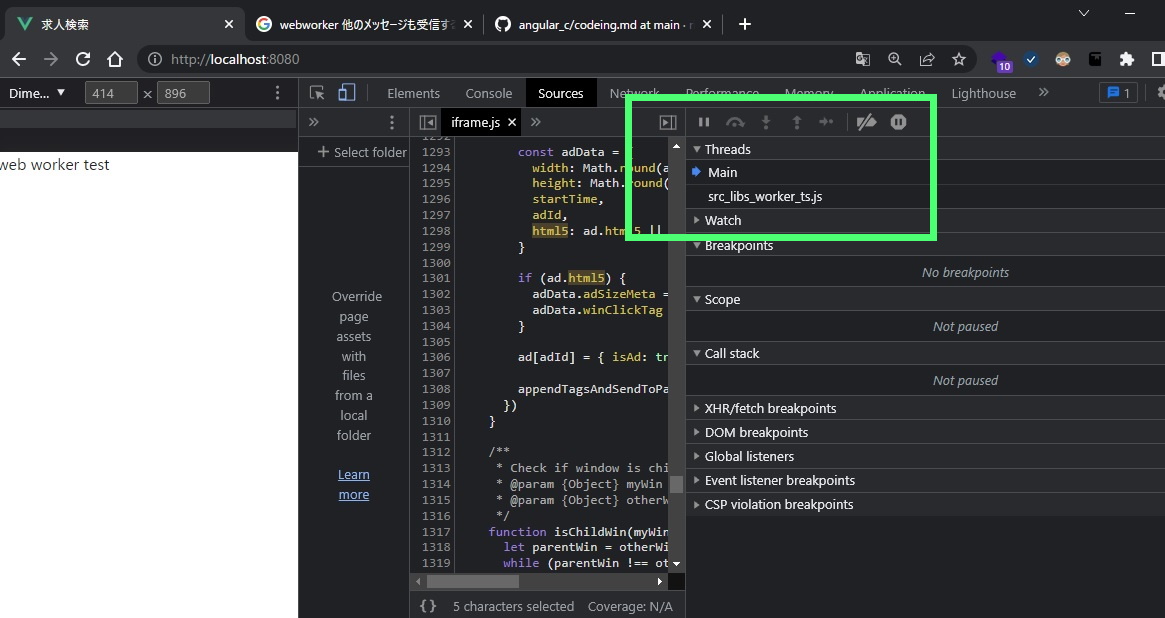 求人検索
webworker 他のメッセージも受信す
angular_c/codeing.md at main ·
http://localhost:8080
10
Dime...
414
×
896
Elements
Console
Sources
Network
Performance
Memory
Application
Lighthouse
1
iframe.js
+ Select folder
Override
page
assets
with
files
from a
local
folder
Learn
more
1292
1293 const adData = {
1294 width: Math.round(a
1295 height: Math.round(
1296 startTime,
1297 adId,
1298 html5: ad.html5 ||
1299 }
1300
1301 if (ad.html5) {
1302 adData.adSizeMeta =
1303 adData.winClickTag
1304 }
1305
1306 ad[adId] = { isAd: tr
1307
1308 appendTagsAndSendToPa
1309 })
1310 }
1311
1312 /**
1313 * Check if window is chi
1314 * @param {Object} myWin
1315 * @param {Object} otherW
1316 */
1317 function isChildWin(myWin
1318 let parentWin = otherWi
1319 while (parentWin !== ot
{ } 5 characters selected Coverage: N/A
Threads
Main
src_libs_worker_ts.js
Watch
Breakpoints
No breakpoints
Scope
Not paused
Call stack
Not paused
XHR/fetch breakpoints
DOM breakpoints
Global listeners
Event listener breakpoints
CSP violation breakpoints
web worker test